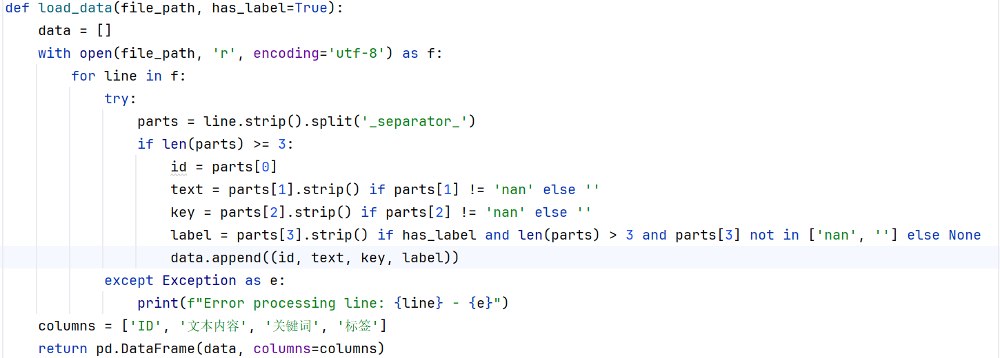 def load_data(file_path, has_label=True):
    data = []
    with open(file_path, 'r', encoding='utf-8') as f:
        for line in f:
            try:
                parts = line.strip().split('_separator_')
                if len(parts) >= 3:
                    id = parts[0]
                    text = parts[1].strip() if parts[1] != 'nan' else ''
                    key = parts[2].strip() if parts[2] != 'nan' else ''
                    label = parts[3].strip() if has_label and len(parts) > 3 and parts[3] not in ['nan', ''] else None
                    data.append((id, text, key, label))
            except Exception as e:
                print(f"Error processing line: {line} - {e}")
    columns = ['ID', '文本内容', '关键词', '标签']
    return pd.DataFrame(data, columns=columns)